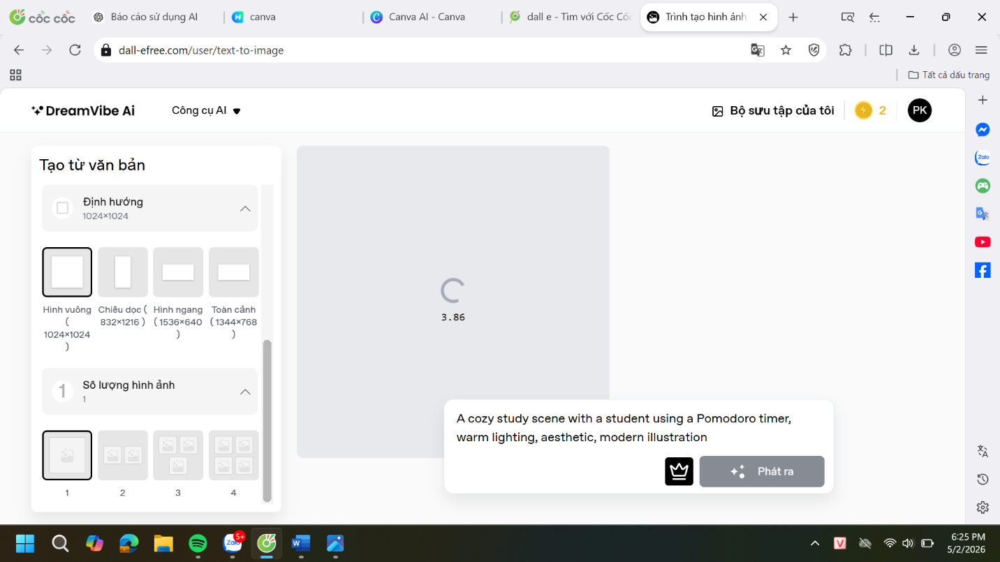 cốc cốc
Báo cáo sử dụng AI
canva
Canva AI - Canva
dall e - Tìm với Cốc Cốc
Trình tạo hình ảnh
dall-efree.com/user/text-to-image
Tất cả dấu trang
DreamVibe Ai
Công cụ AI
Bộ sưu tập của tôi
2
PK
Tạo từ văn bản
Định hướng
1024×1024
Hình vuông
(
1024×1024
)
Chiều dọc (
832×1216 )
Hình ngang
( 1536×640
)
Toàn cảnh
( 1344×768
)
1
Số lượng hình ảnh
1
1
2
3
4
3.86
A cozy study scene with a student using a Pomodoro timer,
warm lighting, aesthetic, modern illustration
Phát ra
Zalo
5+
Zalo
V
6:25 PM
5/2/2026